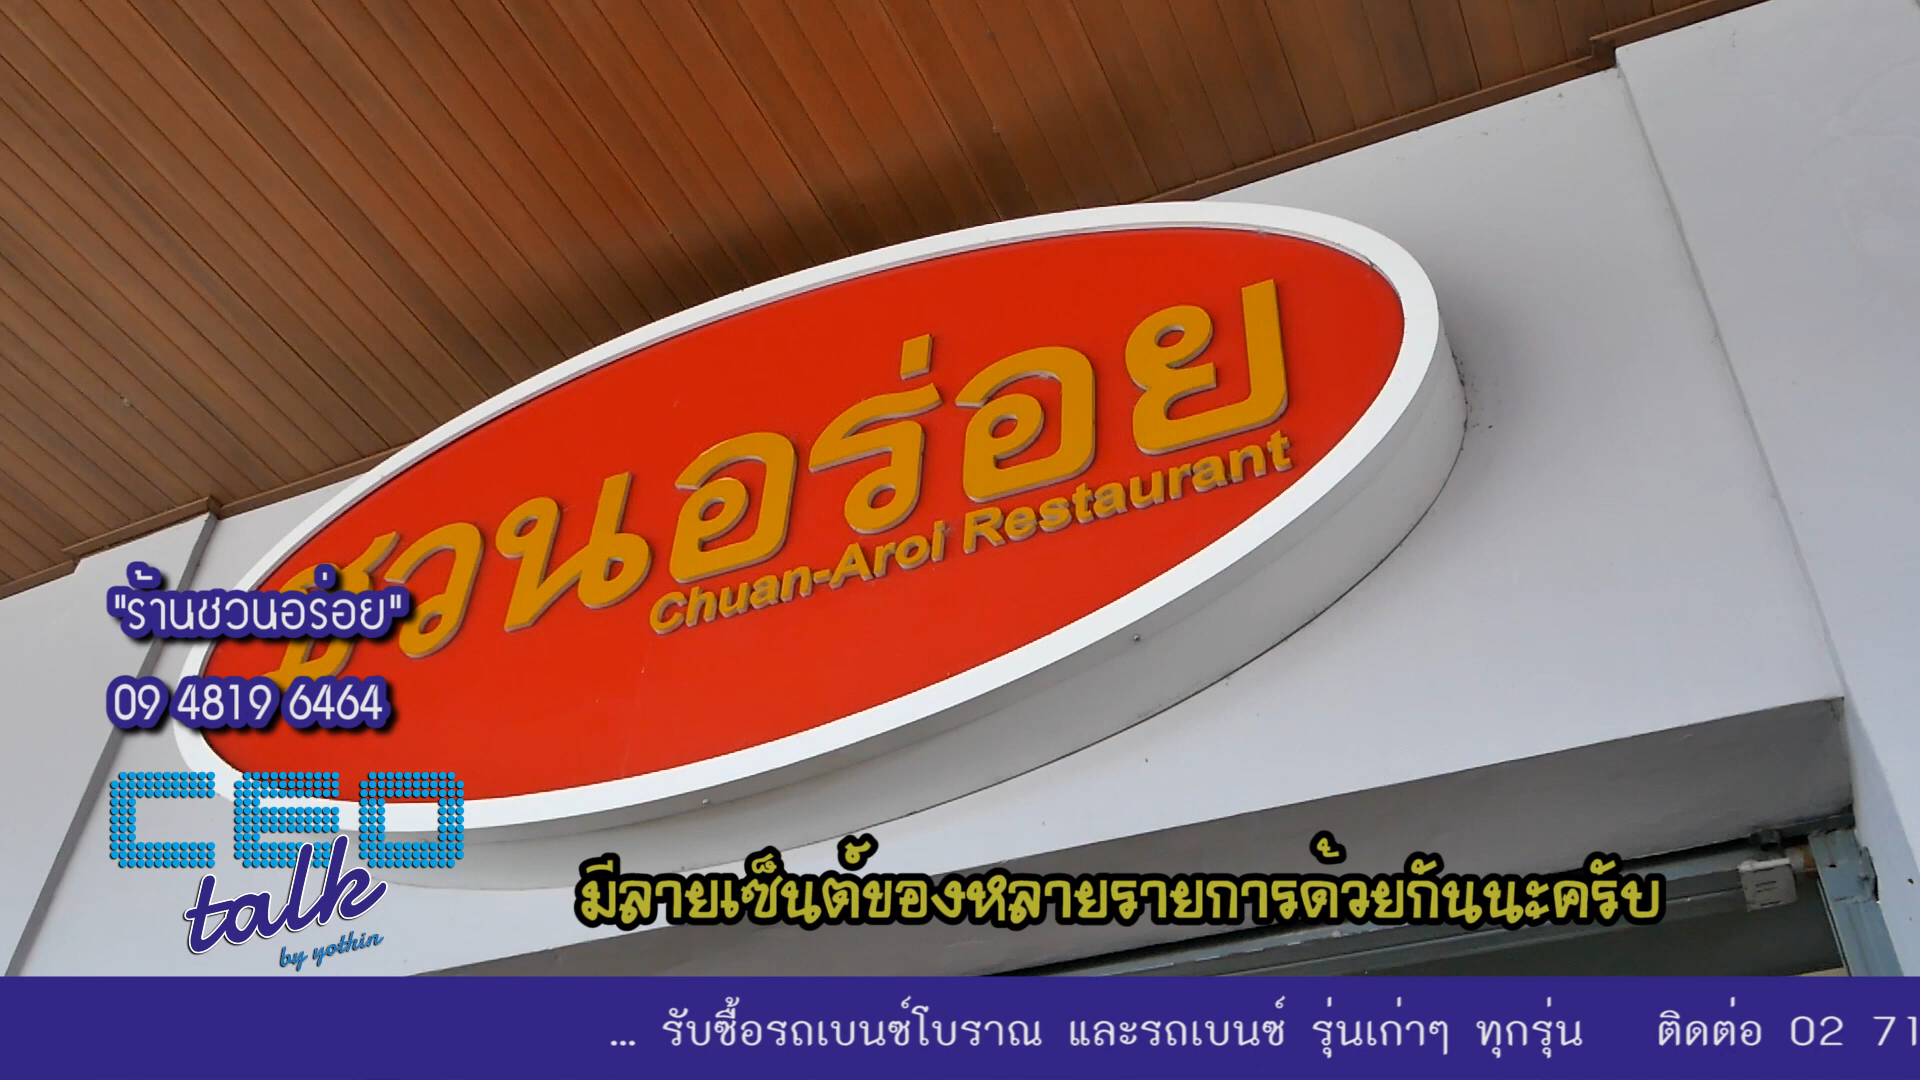 ชวนอร่อย
Chuan-Aroi Restaurant
"ร้านชวนอร่อย"
09 4819 6464
CEO
talk
by yothin
มีลายเซ็นต์ของหลายรายการด้วยกันนะครับ
... รับซื้อรถเบนซ์โบราณ และรถเบนซ์ รุ่นเก่าๆ ทุกรุ่น ติดต่อ 02 71